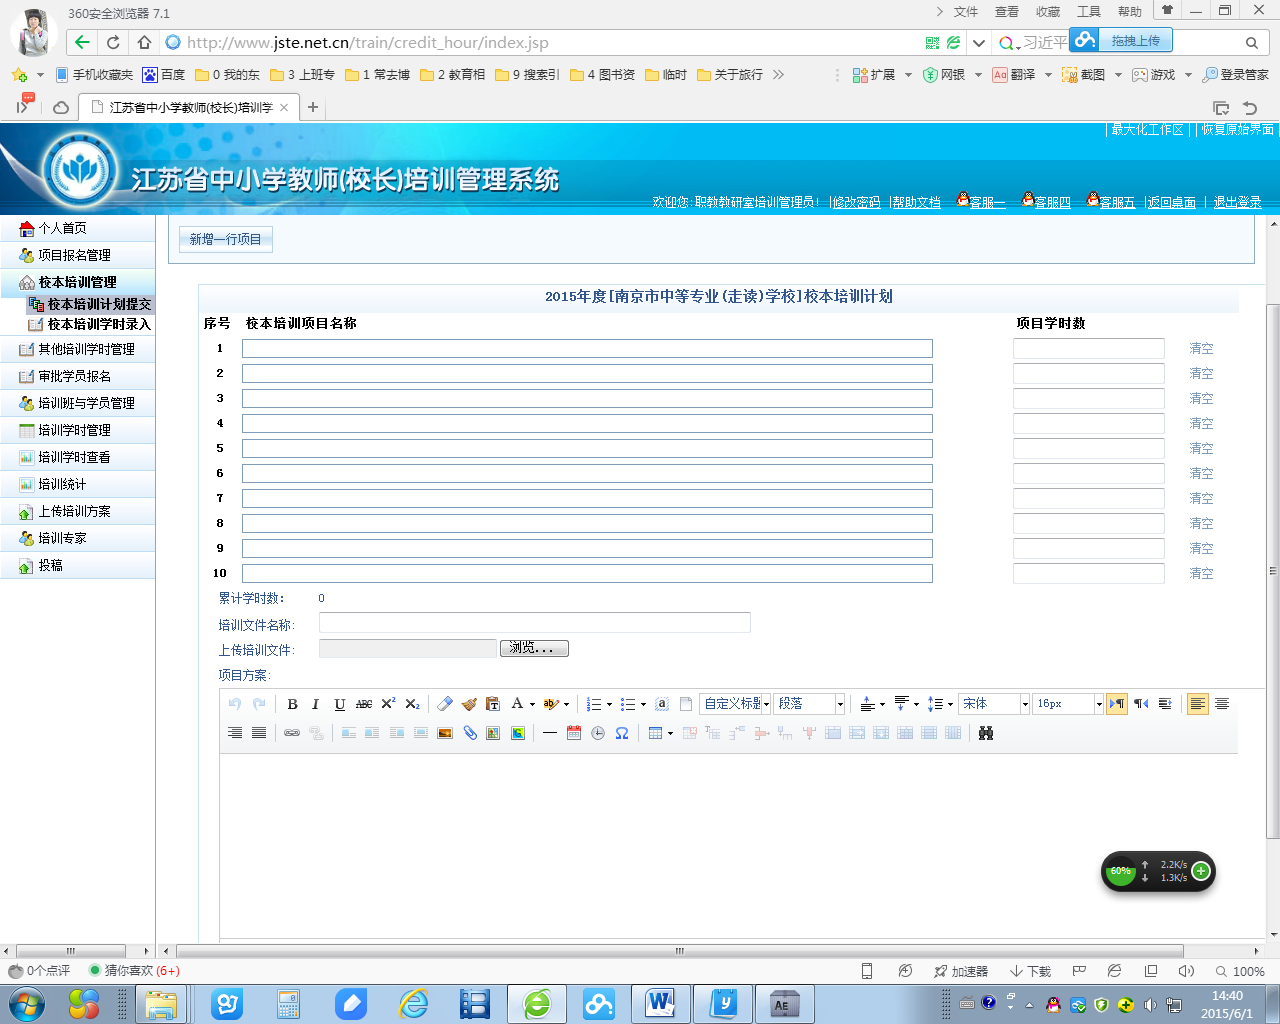 360安全浏览器 7.1
文件 查看 收藏 工具 帮助
http://www.jste.net.cn/train/credit_hour/index.jsp
习近平
拖拽上传
手机收藏夹 百度 0 我的东 3 上班专 1 常去博 2 教育相 9 搜索引 4 图书资 临时 关于旅行 扩展 网银 翻译 截图 游戏 登录管家
江苏省中小学教师(校长)培训学
| 最大化工作区 | | 恢复原始界面
江苏省中小学教师(校长)培训管理系统
欢迎您:职教教研室培训管理员! |修改密码 |帮助文档 客服一 客服四 客服五 |返回桌面 | 退出登录
个人首页
项目报名管理
校本培训管理
校本培训计划提交
校本培训学时录入
其他培训学时管理
审批学员报名
培训班与学员管理
培训学时管理
培训学时查看
培训统计
上传培训方案
培训专家
投稿
新增一行项目
2015年度[南京市中等专业(走读)学校]校本培训计划
序号 校本培训项目名称 项目学时数
1 清空
2 清空
3 清空
4 清空
5 清空
6 清空
7 清空
8 清空
9 清空
10 清空
累计学时数: 0
培训文件名称:
上传培训文件: 浏览...
项目方案:
B I U ABC X² X₂ A ab 自定义标题 段落 宋体 16px
60% 2.2K/s
1.3K/s
0个点评 猜你喜欢 (6+) 加速器 下载 100%
14:40
2015/6/1